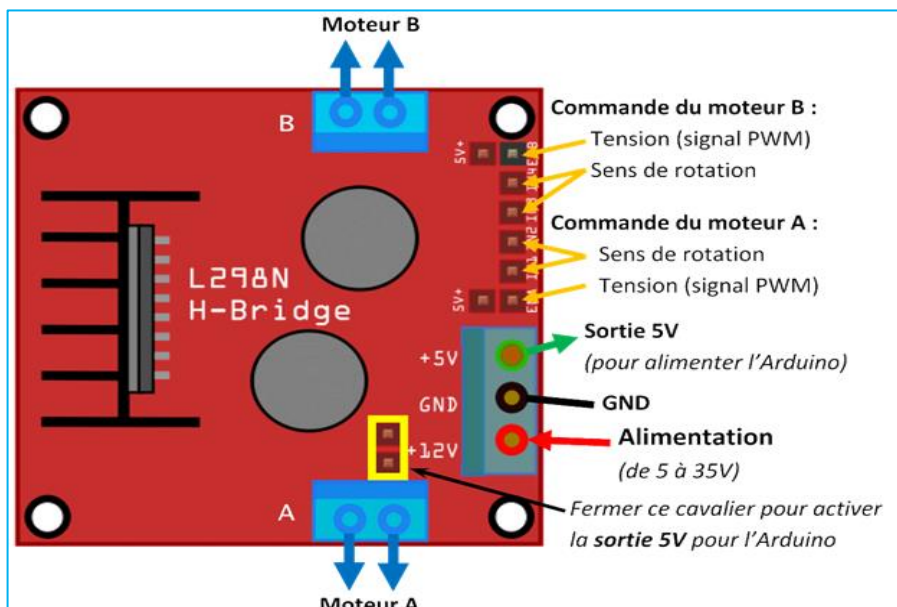 Moteur B
B
Commande du moteur B :
Tension (signal PWM)
Sens de rotation
5V+
Commande du moteur A :
Sens de rotation
Tension (signal PWM)
5V+
L298N
H-Bridge
Sortie 5V
(pour alimenter l’Arduino)
+5V
GND
GND
Alimentation
(de 5 à 35V)
+12V
A
Fermer ce cavalier pour activer
la sortie 5V pour l’Arduino
Moteur A